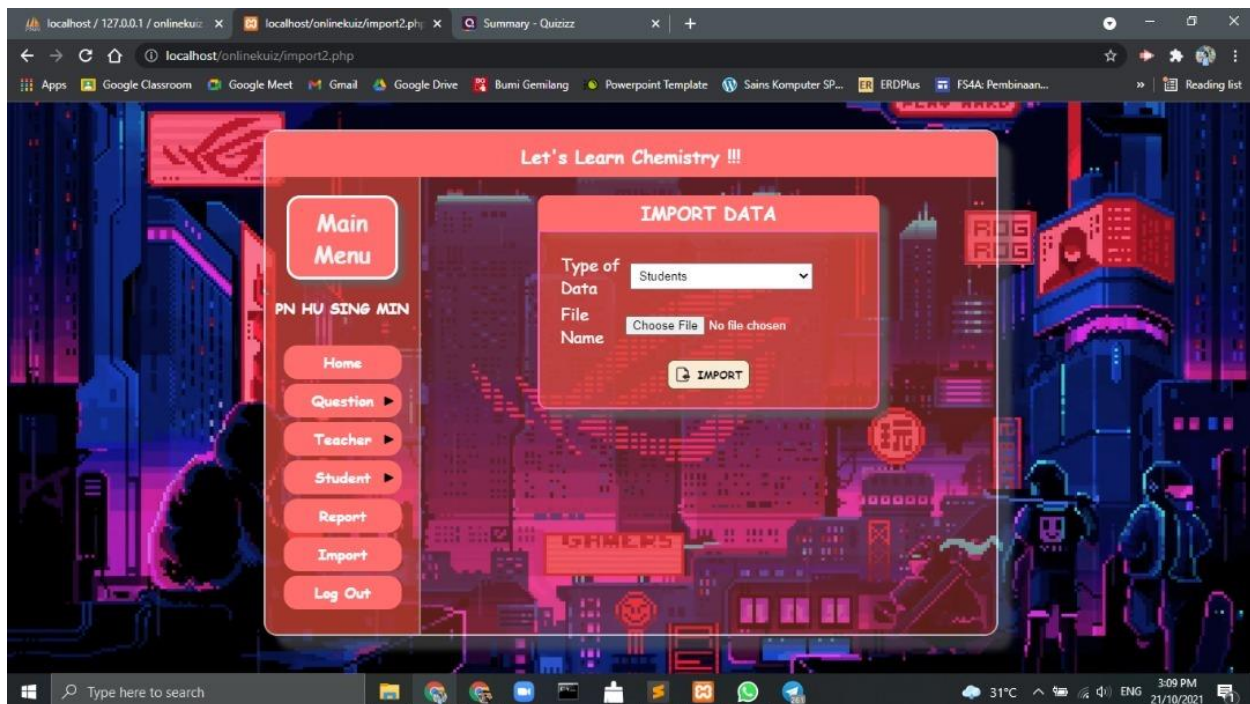 localhost / 127.0.0.1 / onlinekuiz
localhost/onlinekuiz/import2.php
Summary - Quizizz
localhost/onlinekuiz/import2.php
Apps
Google Classroom
Google Meet
Gmail
Google Drive
Bumi Gemilang
Powerpoint Template
Sains Komputer SP...
ER ERDPlus
FS4A: Pembinaan...
»
Reading list
PLAY HARD
Let's Learn Chemistry !!!
Main
Menu
PN HU SING MIN
Home
Question ►
Teacher ►
Student ►
Report
Import
Log Out
IMPORT DATA
Type of
Data
Students
File
Name
Choose File No file chosen
IMPORT
ROG
ROG
玩
GAMERS
Type here to search
31°C
ENG
3:09 PM
21/10/2021